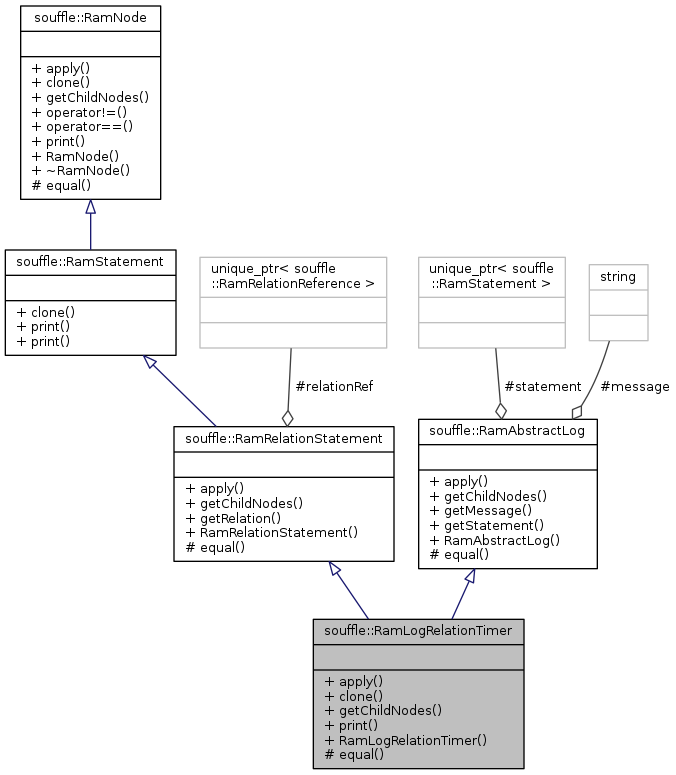 souffle::RamNode
+ apply()
+ clone()
+ getChildNodes()
+ operator!=()
+ operator==()
+ print()
+ RamNode()
+ ~RamNode()
# equal()
souffle::RamStatement
+ clone()
+ print()
+ print()
unique_ptr< souffle
::RamRelationReference >
unique_ptr< souffle
::RamStatement >
string
#relationRef
#statement
#message
souffle::RamRelationStatement
+ apply()
+ getChildNodes()
+ getRelation()
+ RamRelationStatement()
# equal()
souffle::RamAbstractLog
+ apply()
+ getChildNodes()
+ getMessage()
+ getStatement()
+ RamAbstractLog()
# equal()
souffle::RamLogRelationTimer
+ apply()
+ clone()
+ getChildNodes()
+ print()
+ RamLogRelationTimer()
# equal()